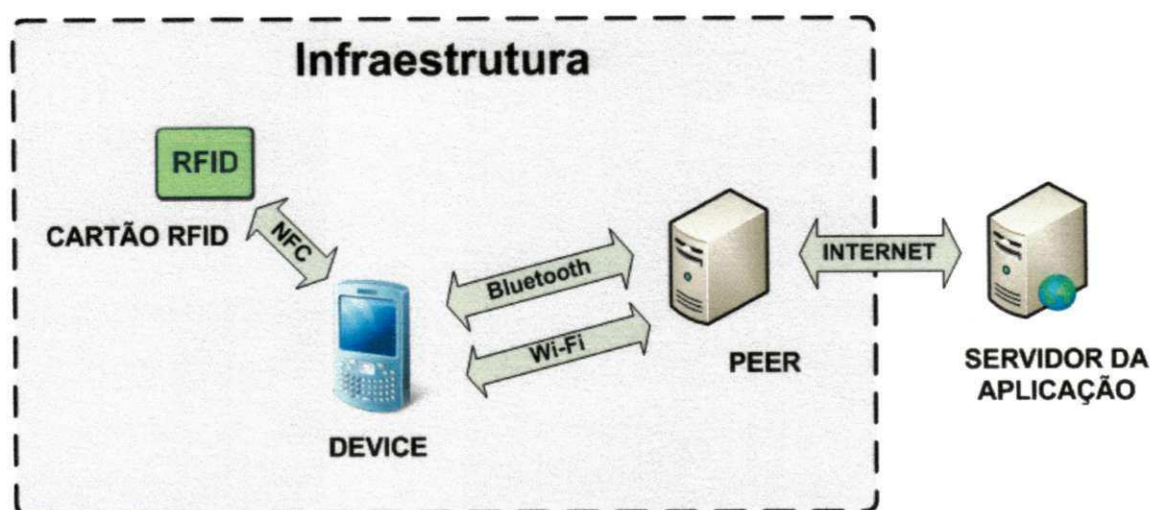 Infraestrutura
RFID
CARTÃO RFID
NFC
Bluetooth
Wi-Fi
DEVICE
PEER
INTERNET
SERVIDOR DA
APLICAÇÃO